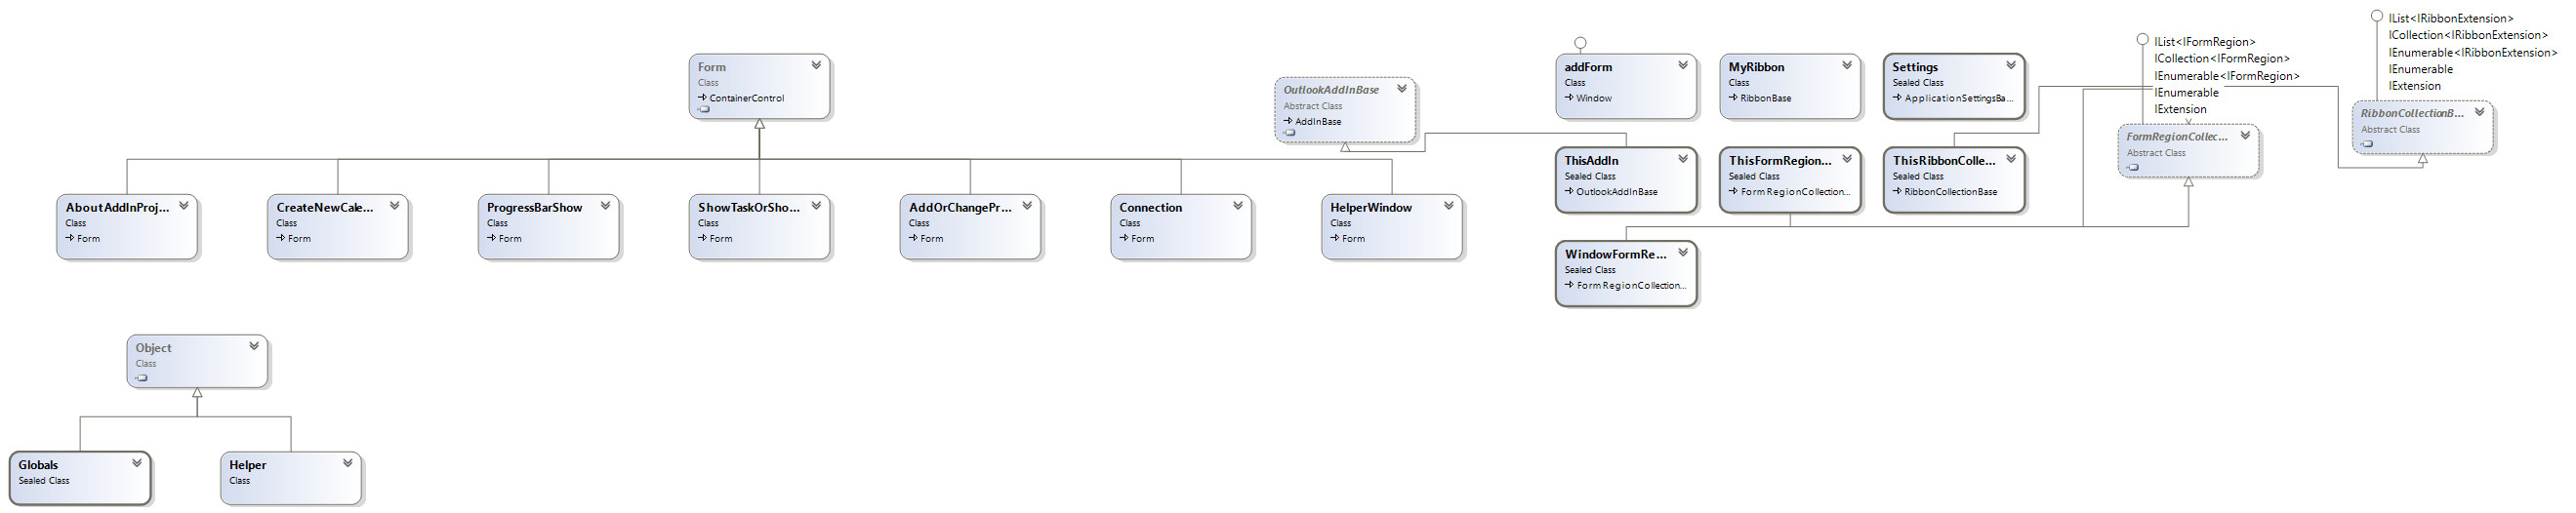 IList<IRibbonExtension>
ICollection<IRibbonExtension>
IEnumerable<IRibbonExtension>
IEnumerable
IExtension
IList<IFormRegion>
ICollection<IFormRegion>
IEnumerable<IFormRegion>
IEnumerable
IExtension
Form
Class
ContainerControl
OutlookAddInBase
Abstract Class
AddInBase
addForm
Class
Window
MyRibbon
Class
RibbonBase
Settings
Sealed Class
ApplicationSettingsBa...
RibbonCollectionB...
Abstract Class
FormRegionCollec...
Abstract Class
ThisAddIn
Sealed Class
OutlookAddInBase
ThisFormRegion...
Sealed Class
FormRegionCollection...
ThisRibbonColle...
Sealed Class
RibbonCollectionBase
AboutAddInProj...
Class
Form
CreateNewCale...
Class
Form
ProgressBarShow
Class
Form
ShowTaskOrSho...
Class
Form
AddOrChangePr...
Class
Form
Connection
Class
Form
HelperWindow
Class
Form
WindowFormRe...
Sealed Class
FormRegionCollection...
Object
Class
Globals
Sealed Class
Helper
Class